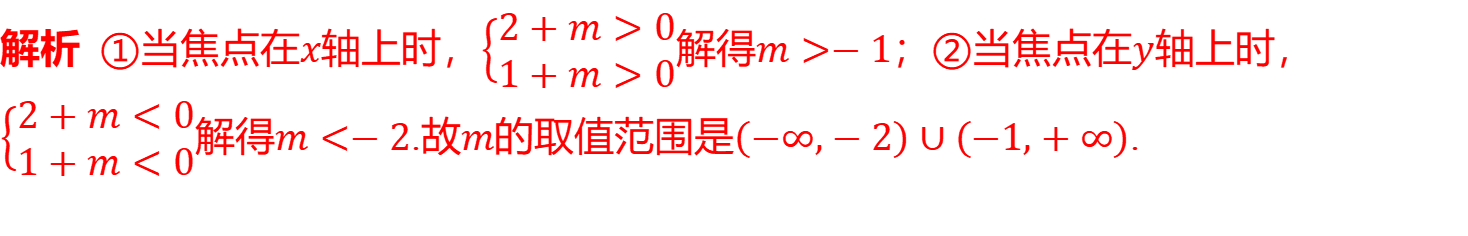 解析 ①当焦点在x轴上时，{2 + m > 0 1 + m > 0 解得m >− 1；②当焦点在y轴上时，
{2 + m < 0 1 + m < 0 解得m <− 2.故m的取值范围是(−∞, − 2) ∪ (−1, + ∞).